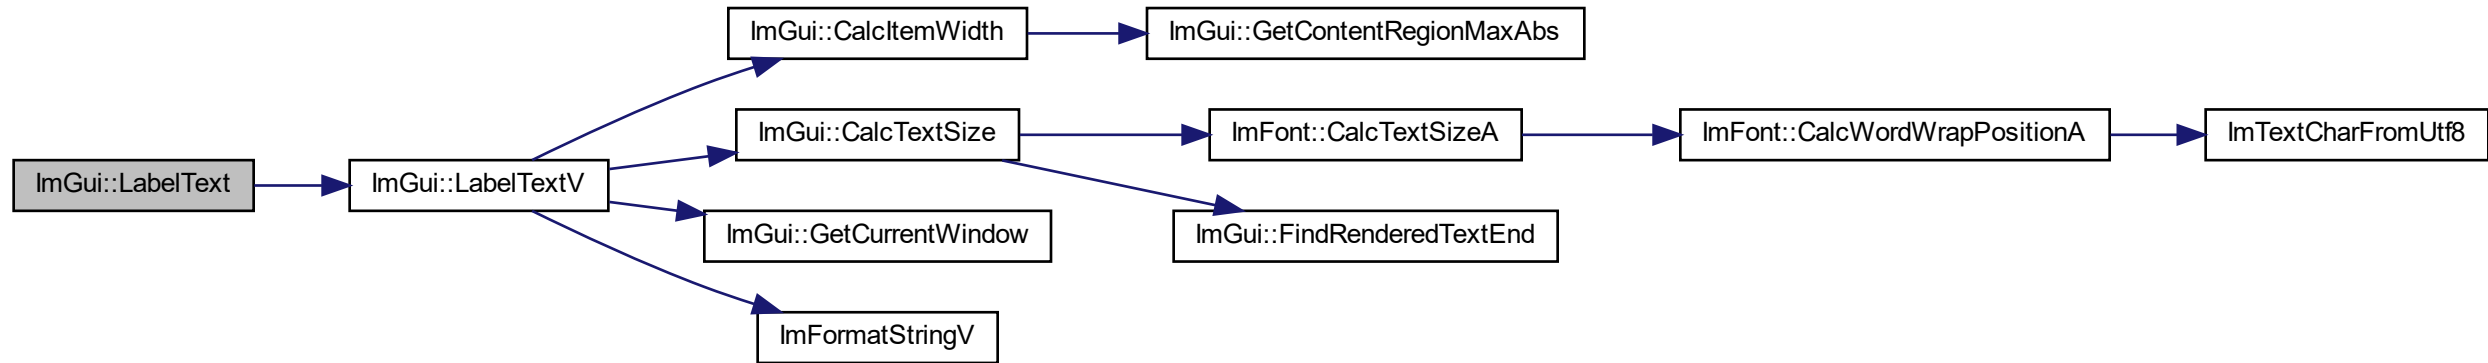 ImGui::LabelText
ImGui::LabelTextV
ImGui::CalcItemWidth
ImGui::GetContentRegionMaxAbs
ImGui::CalcTextSize
ImFont::CalcTextSizeA
ImFont::CalcWordWrapPositionA
ImTextCharFromUtf8
ImGui::FindRenderedTextEnd
ImGui::GetCurrentWindow
ImFormatStringV